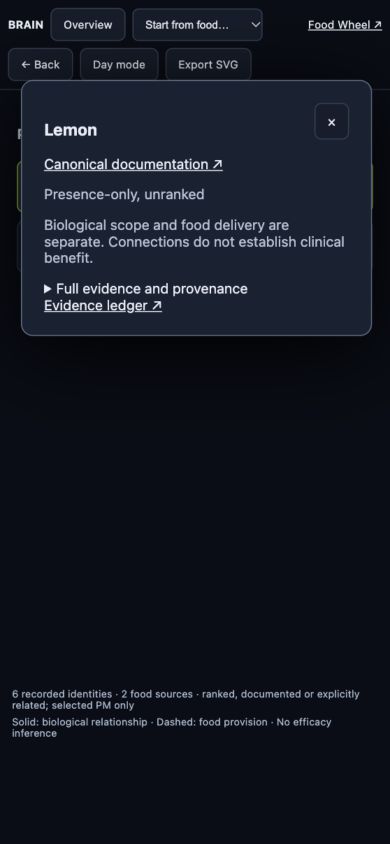 BRAIN Overview Start from food... Food Wheel ↗
← Back Day mode Export SVG
Lemon ×
Canonical documentation ↗
Presence-only, unranked
Biological scope and food delivery are
separate. Connections do not establish clinical
benefit.
▶ Full evidence and provenance
Evidence ledger ↗
6 recorded identities · 2 food sources · ranked, documented or explicitly
related; selected PM only
Solid: biological relationship · Dashed: food provision · No efficacy
inference